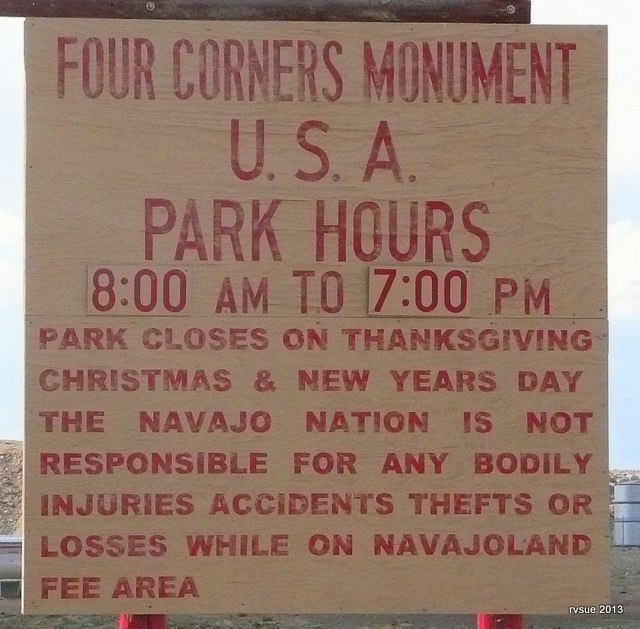 FOUR CORNERS MONUMENT
U.S.A.
PARK HOURS
8:00 AM TO 7:00 PM
PARK CLOSES ON THANKSGIVING
CHRISTMAS & NEW YEARS DAY
THE NAVAJO NATION IS NOT
RESPONSIBLE FOR ANY BODILY
INJURIES ACCIDENTS THEFTS OR
LOSSES WHILE ON NAVAJOLAND
FEE AREA
rvsue 2013